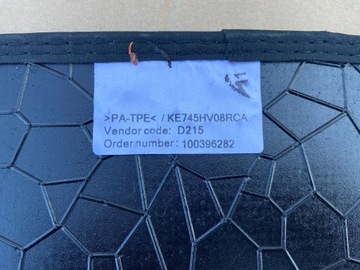 >PA-TPE< / KE745HV08RCA
Vendor code: D215
Order number: 100396282